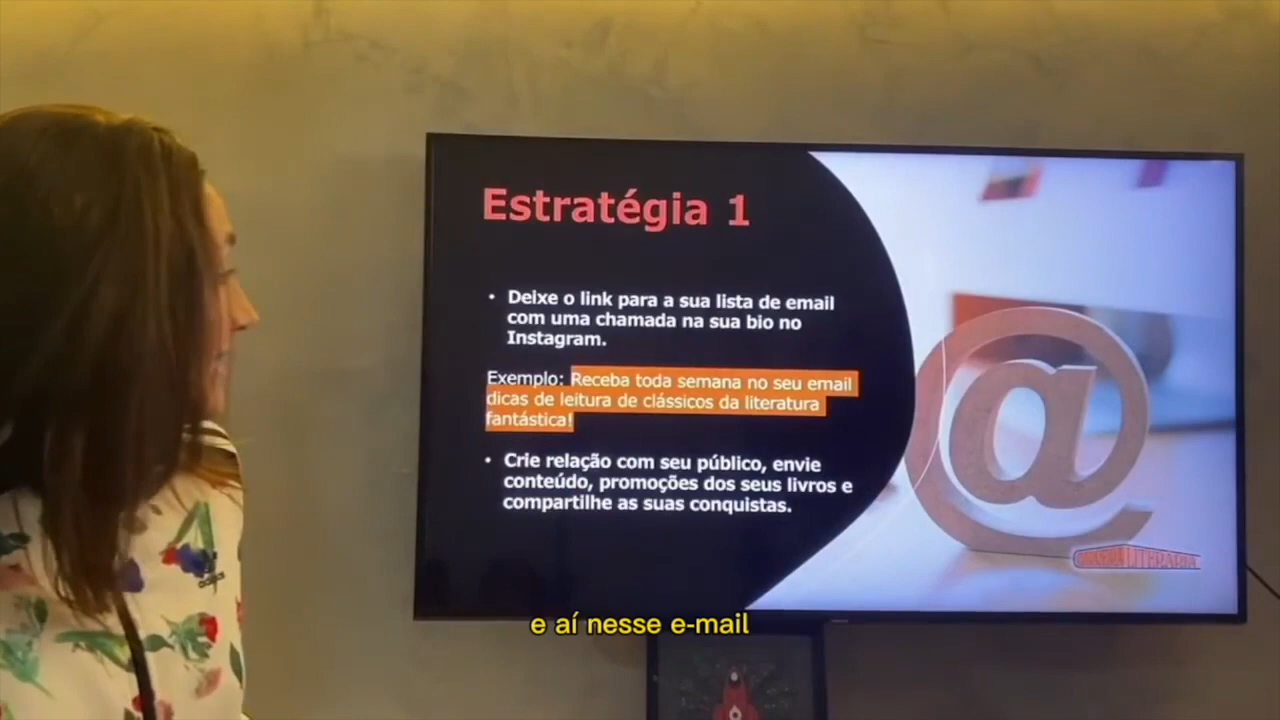 Estratégia 1
• Deixe o link para a sua lista de email
com uma chamada na sua bio no
Instagram.
Exemplo: Receba toda semana no seu email
dicas de leitura de clássicos da literatura
fantástica!
• Crie relação com seu público, envie
conteúdo, promoções dos seus livros e
compartilhe as suas conquistas.
@
LITERÁRIA
e aí nesse e-mail